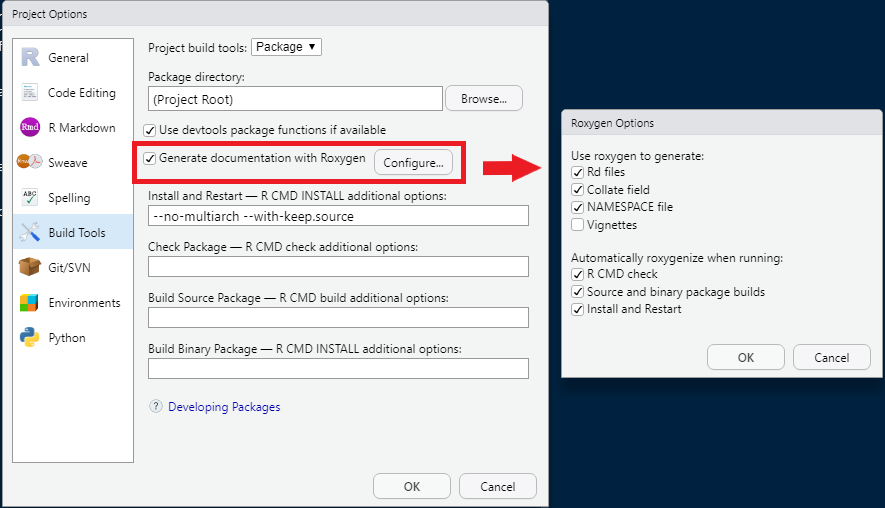 Project Options
R General
Code Editing
Rmd R Markdown
Sweave
ABC Spelling
Build Tools
Git/SVN
Environments
Python
Project build tools: Package ▼
Package directory:
(Project Root) Browse...
Use devtools package functions if available
Generate documentation with Roxygen Configure...
Install and Restart — R CMD INSTALL additional options:
--no-multiarch --with-keep.source
Check Package — R CMD check additional options:
Build Source Package — R CMD build additional options:
Build Binary Package — R CMD INSTALL additional options:
? Developing Packages
OK Cancel
Roxygen Options
Use roxygen to generate:
Rd files
Collate field
NAMESPACE file
Vignettes
Automatically roxygenize when running:
R CMD check
Source and binary package builds
Install and Restart
OK Cancel